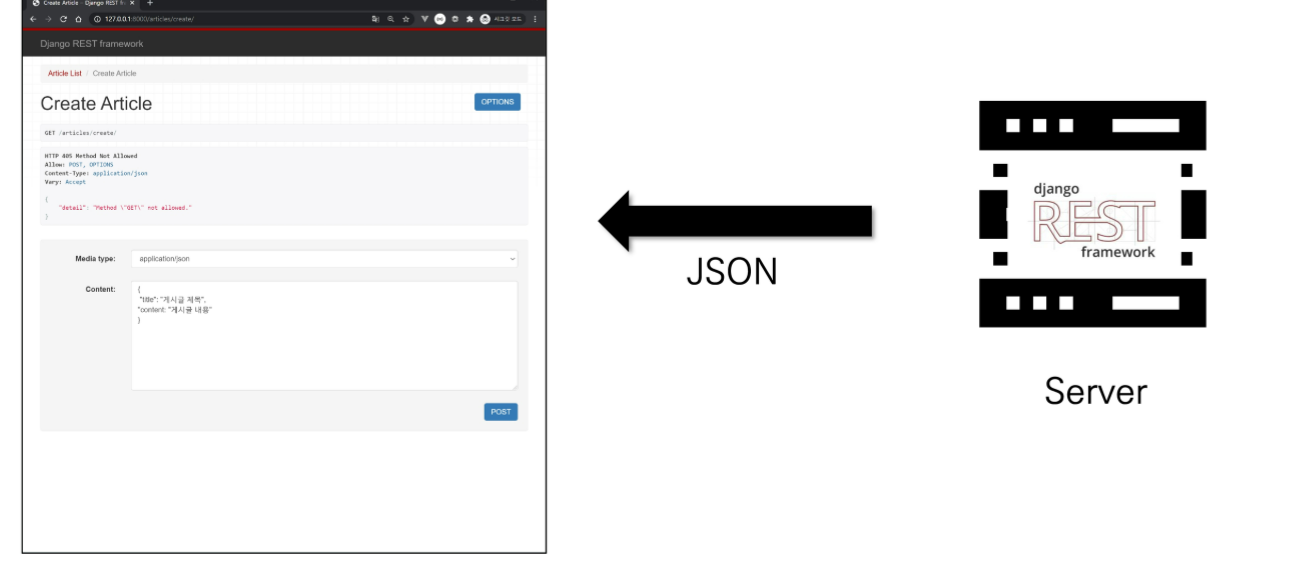 Create Article – Django REST fr
127.0.0.1:8000/articles/create/
Django REST framework
Article List / Create Article
Create Article
OPTIONS
GET /articles/create/
HTTP 405 Method Not Allowed
Allow: POST, OPTIONS
Content-Type: application/json
Vary: Accept
{
"detail": "Method \"GET\" not allowed."
}
Media type:
application/json
Content:
{
"title": "게시글 제목",
"content: "게시글 내용"
}
POST
JSON
django
REST
framework
Server